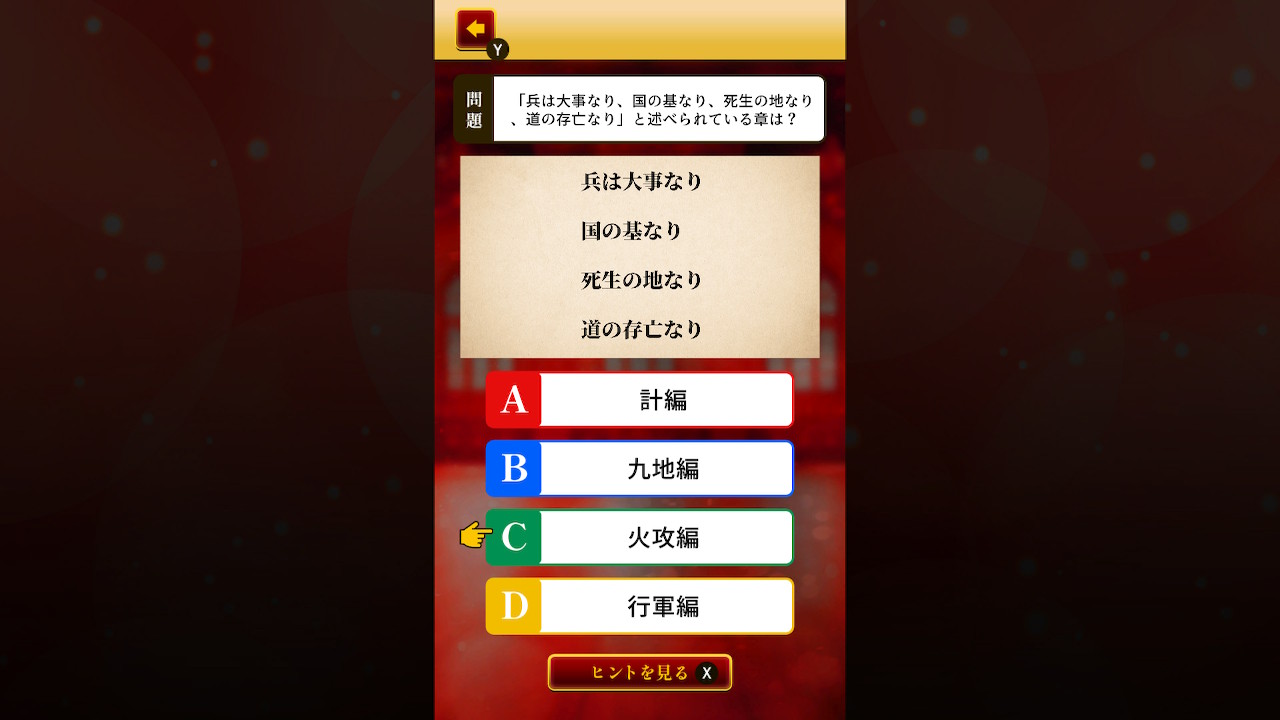 Y
問題
「兵は大事なり、国の基なり、死生の地なり
、道の存亡なり」と述べられている章は？
兵は大事なり
国の基なり
死生の地なり
道の存亡なり
A 計編
B 九地編
C 火攻編
D 行軍編
ヒントを見る X